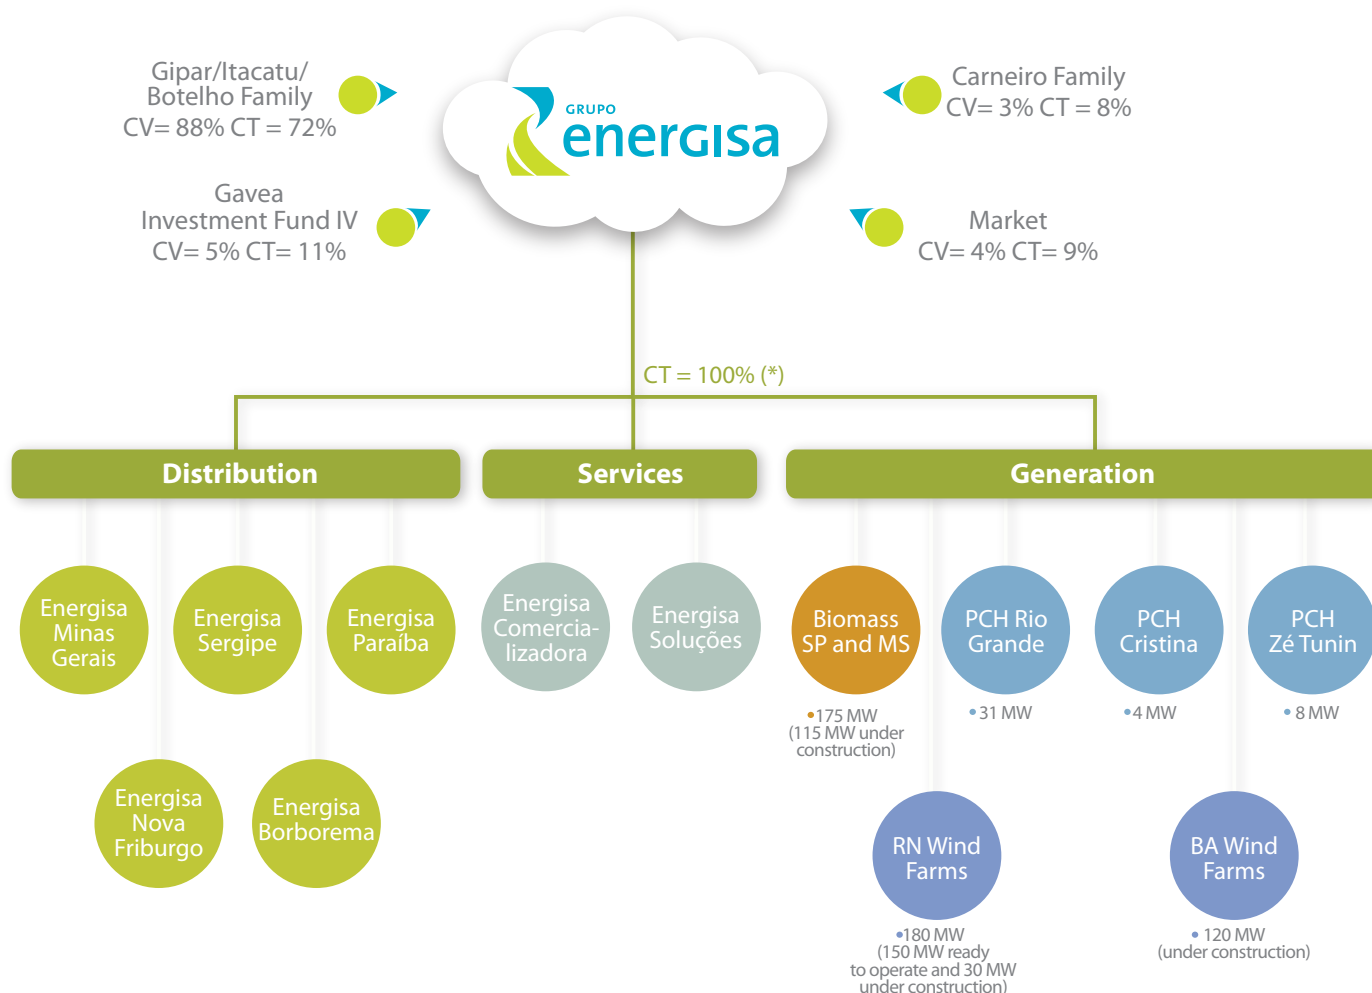 Gipar/Itacatu/
Botelho Family
CV= 88% CT = 72%
GRUPO
energisa
Carneiro Family
CV= 3% CT = 8%
Gavea
Investment Fund IV
CV= 5% CT= 11%
Market
CV= 4% CT= 9%
CT = 100% (*)
Distribution
Services
Generation
Energisa
Minas
Gerais
Energisa
Sergipe
Energisa
Paraíba
Energisa
Comercia-
lizadora
Energisa
Soluções
Biomass
SP and MS
PCH Rio
Grande
PCH
Cristina
PCH
Zé Tunin
•175 MW
(115 MW under
construction)
• 31 MW
• 4 MW
• 8 MW
Energisa
Nova
Friburgo
Energisa
Borborema
RN Wind
Farms
BA Wind
Farms
•180 MW
(150 MW ready
to operate and 30 MW
under construction)
• 120 MW
(under construction)